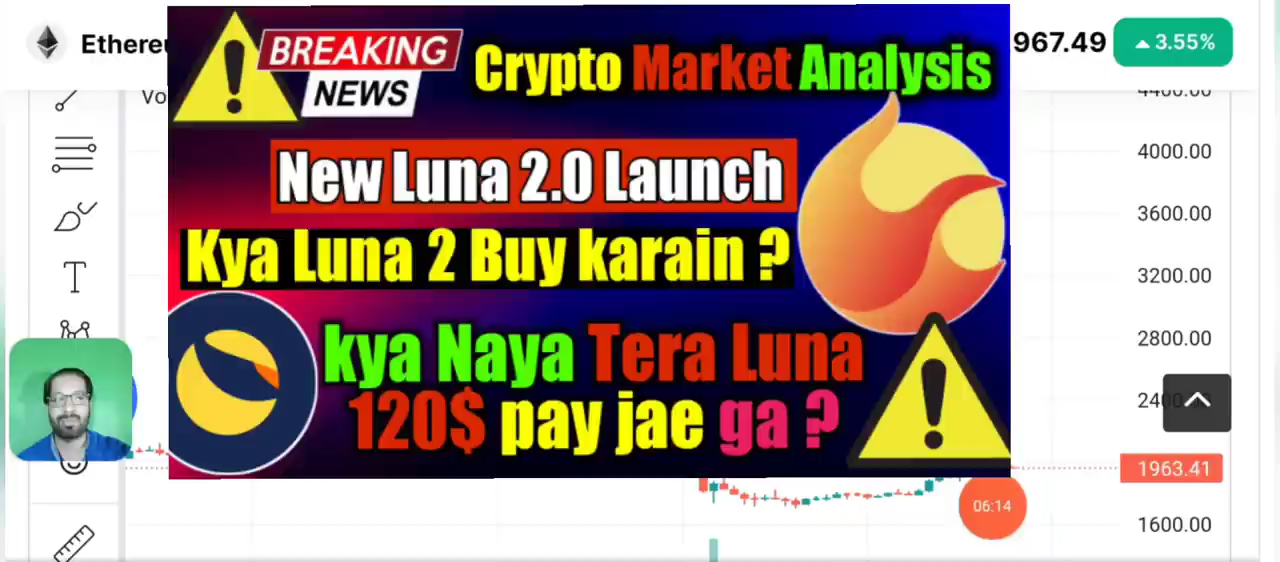 Ethereu
967.49
3.55%
BREAKING
NEWS
Crypto Market Analysis
Vo
4400.00
4000.00
New Luna 2.0 Launch
3600.00
Kya Luna 2 Buy karain ?
3200.00
T
2800.00
kya Naya Tera Luna
120$ pay jae ga ?
1963.41
06:14
1600.00